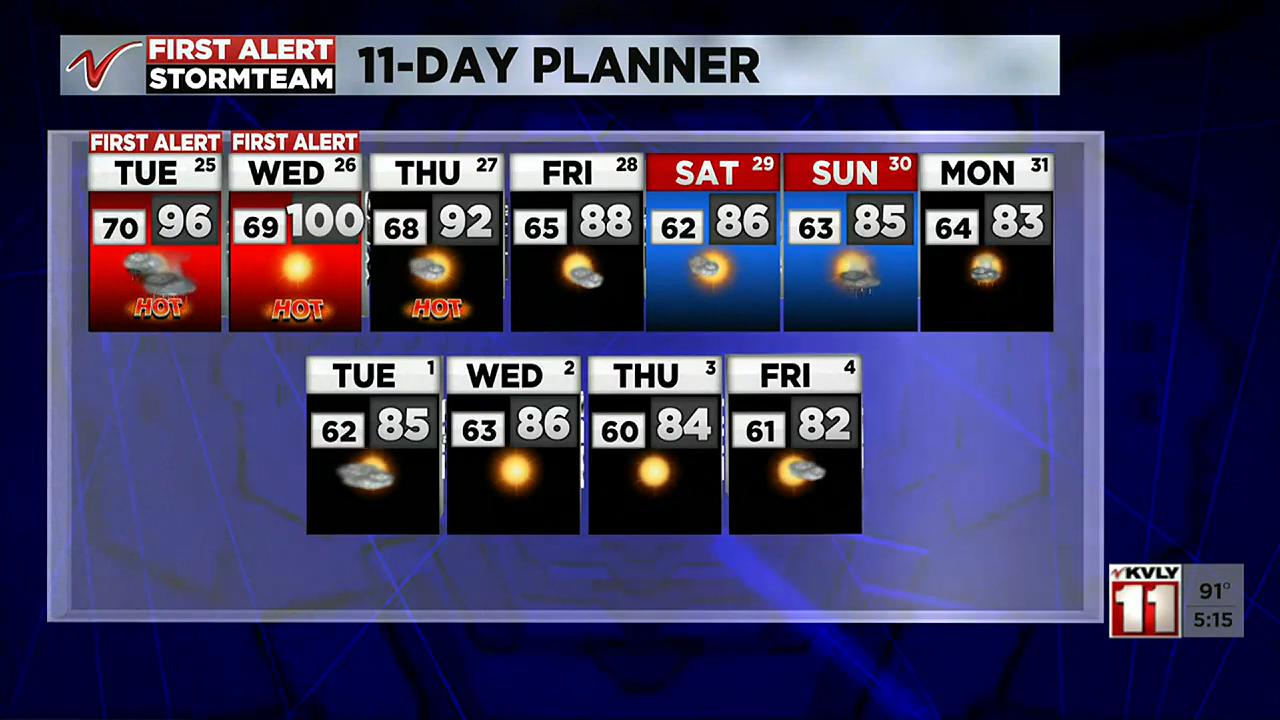 FIRST ALERT
STORMTEAM
11-DAY PLANNER
FIRST ALERT FIRST ALERT
TUE 25 WED 26 THU 27 FRI 28 SAT 29 SUN 30 MON 31
70 96 69 100 68 92 65 88 62 86 63 85 64 83
HOT HOT HOT
TUE 1 WED 2 THU 3 FRI 4
62 85 63 86 60 84 61 82
KVLY
11
91°
5:15